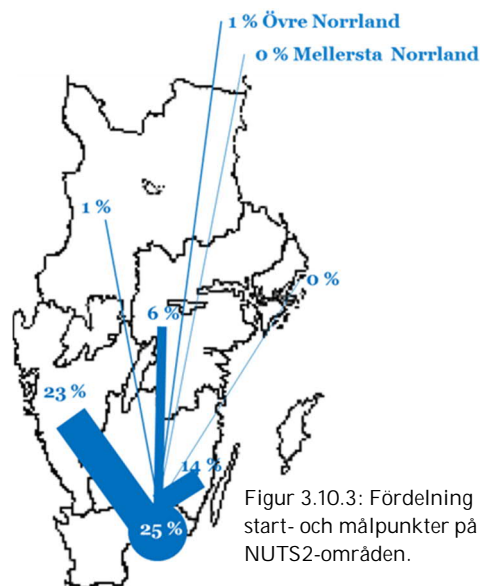 1 % Övre Norrland
0 % Mellersta Norrland
1 %
0 %
6 %
23 %
14 %
25 %
Figur 3.10.3: Fördelning
start- och målpunkter på
NUTS2-områden.